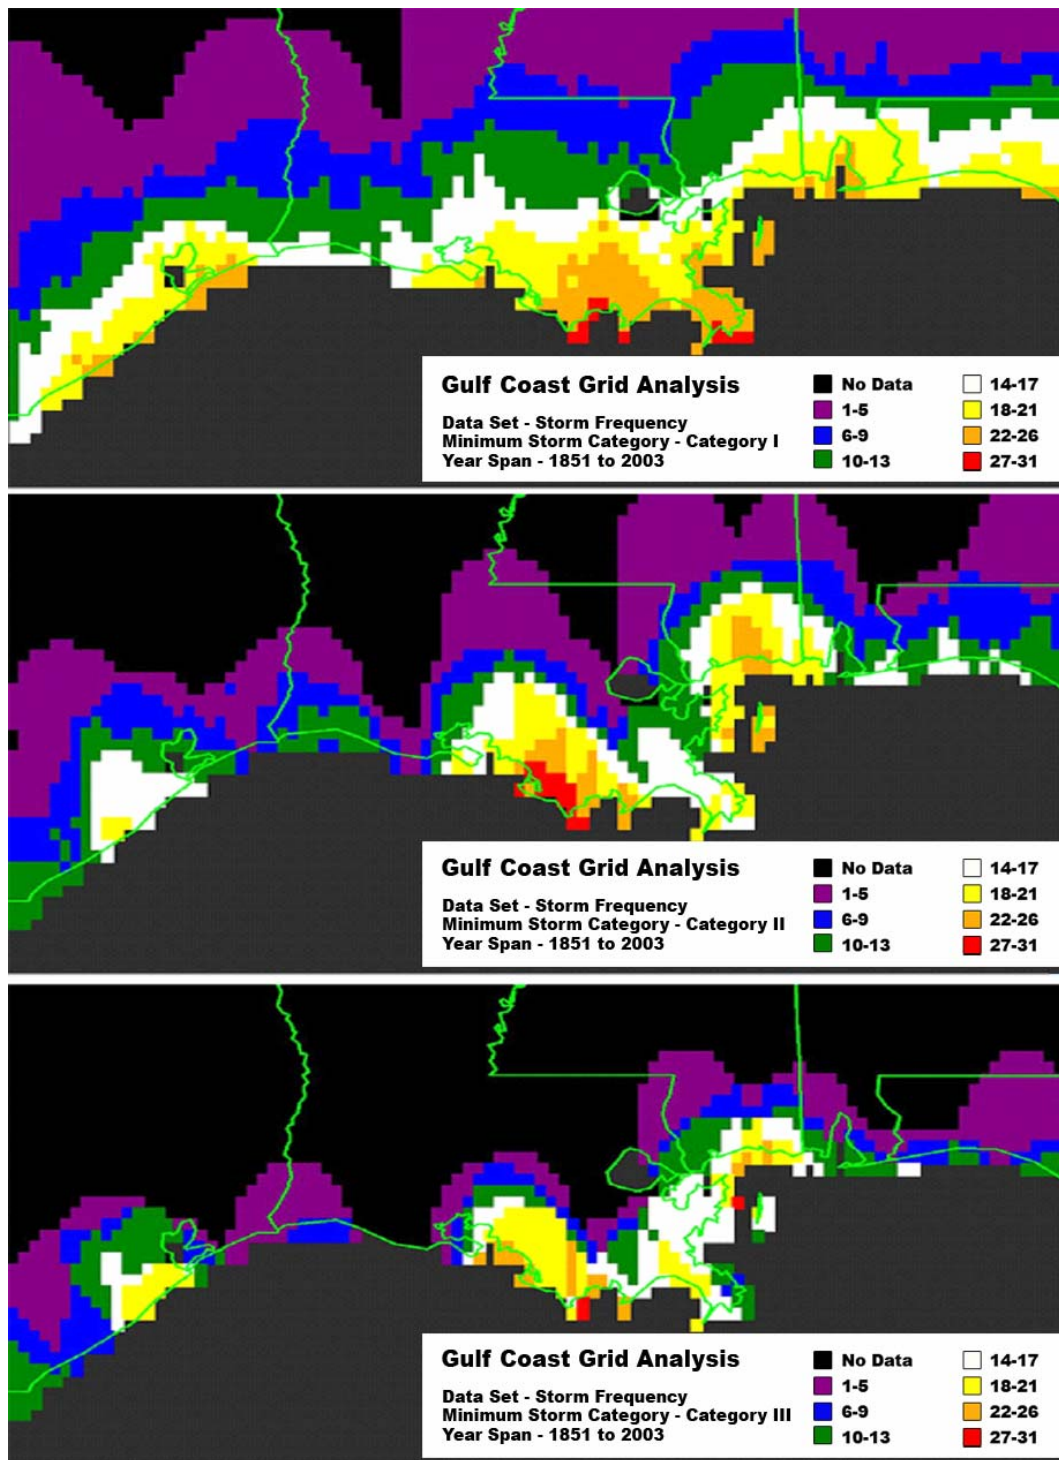 Gulf Coast Grid Analysis
Data Set - Storm Frequency
Minimum Storm Category - Category I
Year Span - 1851 to 2003
No Data
1-5
6-9
10-13
14-17
18-21
22-26
27-31
Gulf Coast Grid Analysis
Data Set - Storm Frequency
Minimum Storm Category - Category II
Year Span - 1851 to 2003
No Data
1-5
6-9
10-13
14-17
18-21
22-26
27-31
Gulf Coast Grid Analysis
Data Set - Storm Frequency
Minimum Storm Category - Category III
Year Span - 1851 to 2003
No Data
1-5
6-9
10-13
14-17
18-21
22-26
27-31